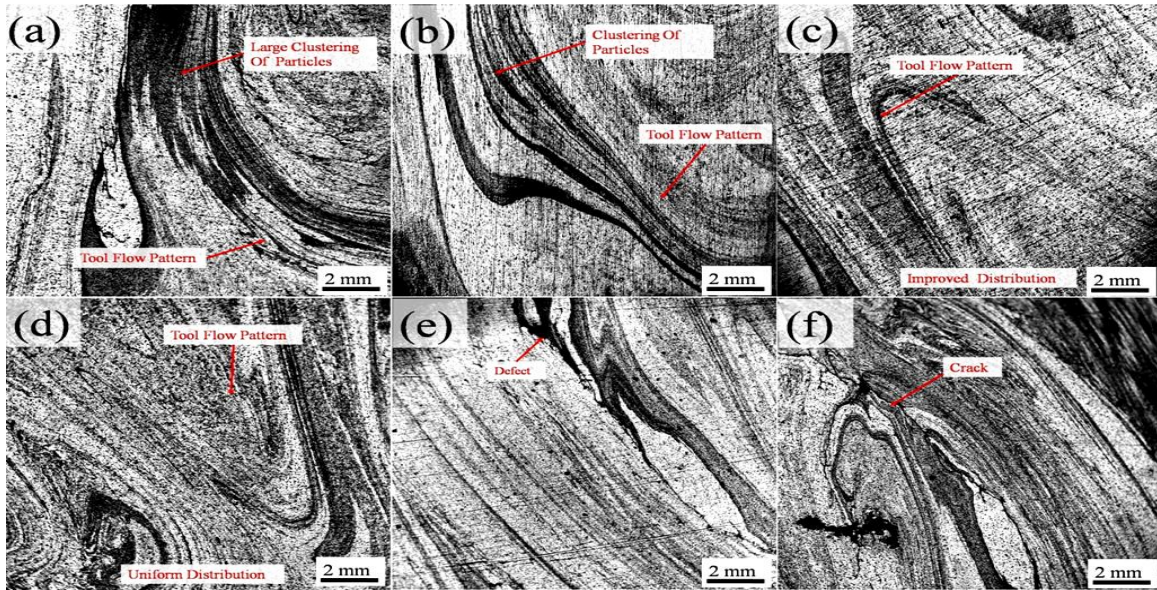 (a)
Large Clustering
Of Particles
Tool Flow Pattern
2 mm
(b)
Clustering Of
Particles
Tool Flow Pattern
2 mm
(c)
Tool Flow Pattern
Improved Distribution
2 mm
(d)
Tool Flow Pattern
Uniform Distribution
2 mm
(e)
Defect
2 mm
(f)
Crack
2 mm